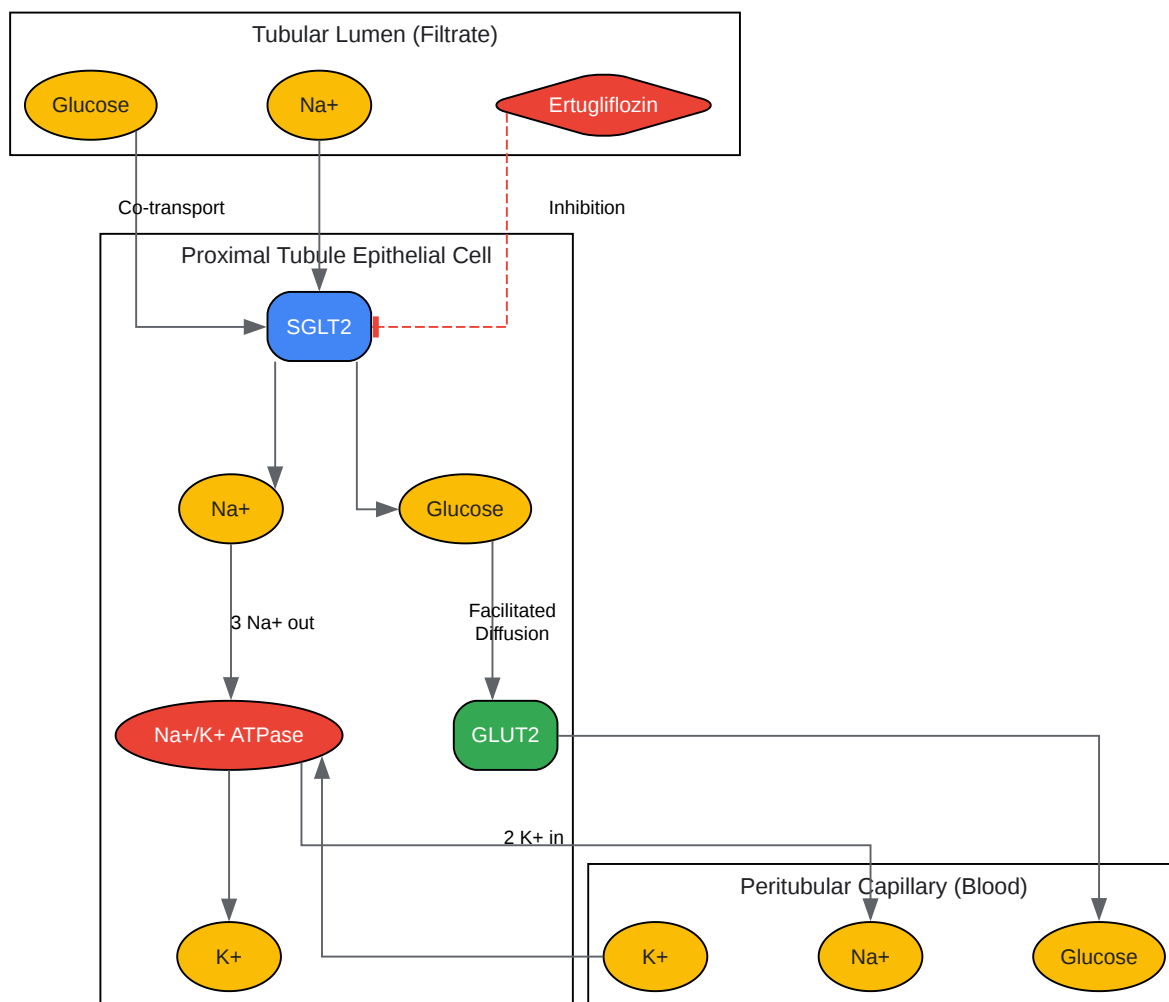 Tubular Lumen (Filtrate)
Glucose
Na+
Ertugliflozin
Co-transport
Inhibition
Proximal Tubule Epithelial Cell
SGLT2
Na+
Glucose
3 Na+ out
Facilitated
Diffusion
Na+/K+ ATPase
GLUT2
2 K+ in
Peritubular Capillary (Blood)
K+
K+
Na+
Glucose